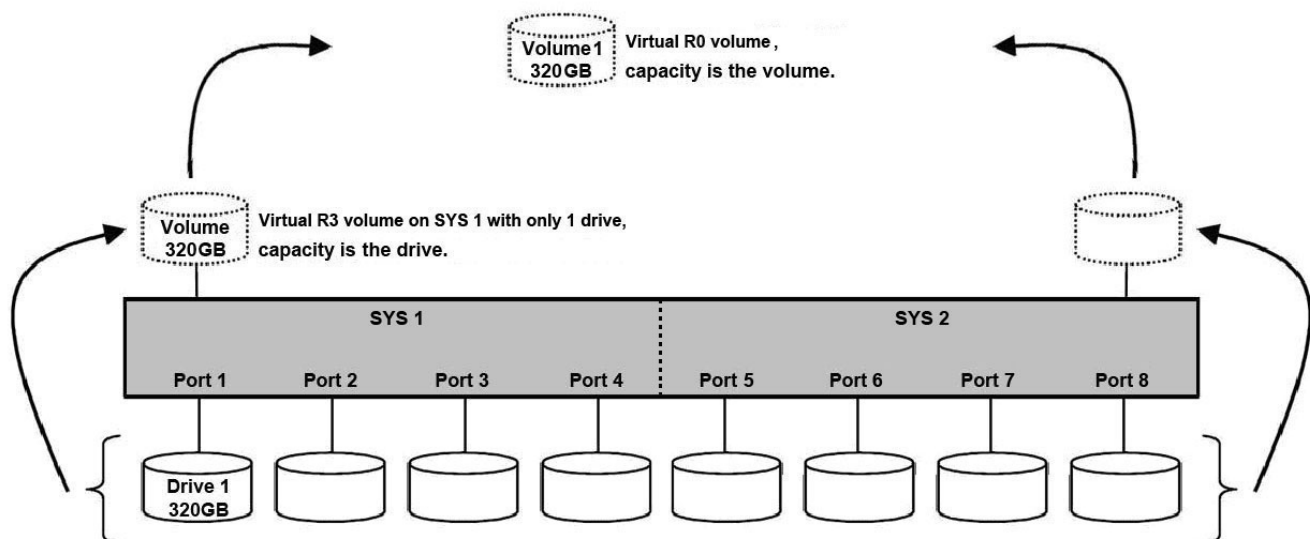 Volume 1
320GB
Virtual R0 volume,
capacity is the volume.
Volume
320GB
Virtual R3 volume on SYS 1 with only 1 drive,
capacity is the drive.
SYS 1
SYS 2
Port 1
Port 2
Port 3
Port 4
Port 5
Port 6
Port 7
Port 8
Drive 1
320GB